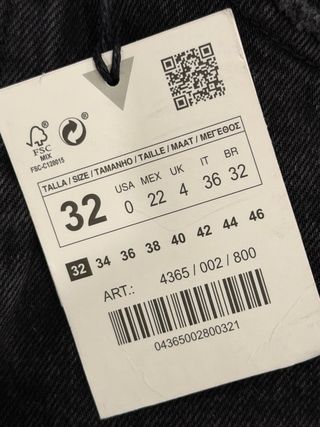 FSC
MIX
FSC-C120015
TALLA / SIZE / TAMANHO / TAILLE / MAAT / ΜΕΓΕΘΟΣ
32 USA MEX UK IT BR
0 22 4 36 32
32 34 36 38 40 42 44 46
ART.: 4365 / 002 / 800
04365002800321